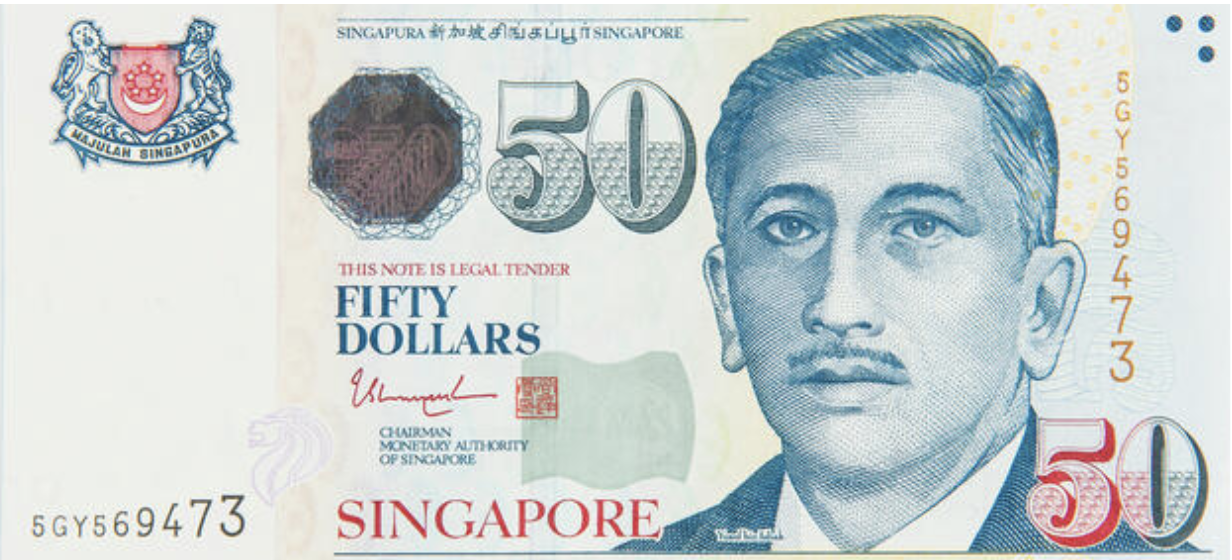 SINGAPURA 新加坡 சிங்கப்பூர் SINGAPORE
MAJULAH SINGAPURA
50
5GY569473
THIS NOTE IS LEGAL TENDER
FIFTY
DOLLARS
CHAIRMAN
MONETARY AUTHORITY
OF SINGAPORE
SINGAPORE
50
5GY569473